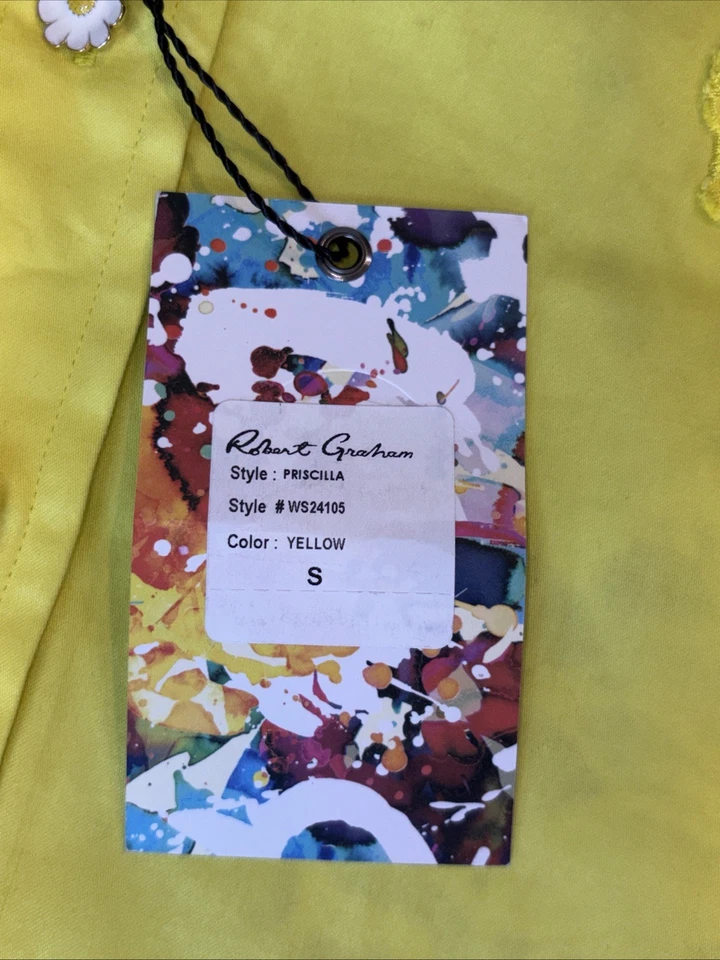 Robert Graham
Style : PRISCILLA
Style # WS24105
Color : YELLOW
S